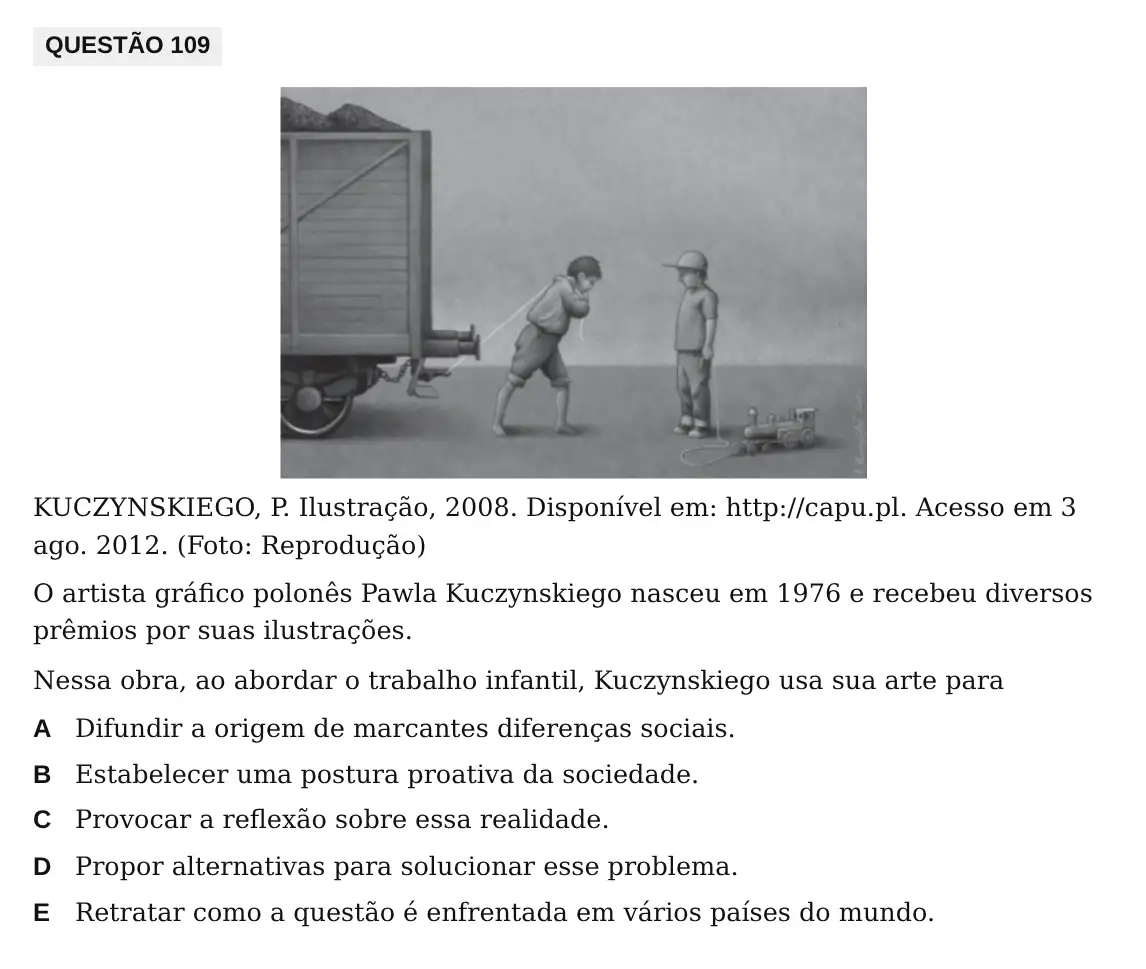 QUESTÃO 109
KUCZYNSKIEGO, P. Ilustração, 2008. Disponível em: http://capu.pl. Acesso em 3
ago. 2012. (Foto: Reprodução)
O artista gráfico polonês Pawla Kuczynskiego nasceu em 1976 e recebeu diversos
prêmios por suas ilustrações.
Nessa obra, ao abordar o trabalho infantil, Kuczynskiego usa sua arte para
A Difundir a origem de marcantes diferenças sociais.
B Estabelecer uma postura proativa da sociedade.
C Provocar a reflexão sobre essa realidade.
D Propor alternativas para solucionar esse problema.
E Retratar como a questão é enfrentada em vários países do mundo.